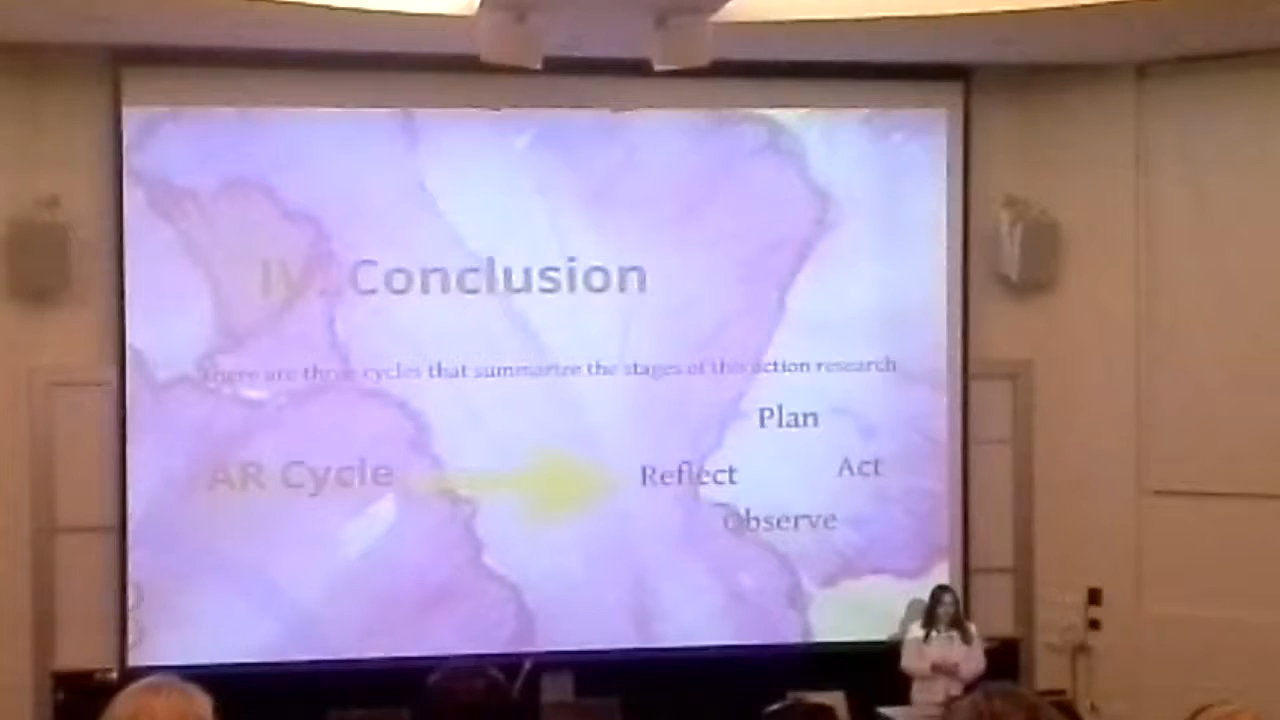 IV. Conclusion
There are three cycles that summarize the stages of this action research
Plan
AR Cycle Reflect Act
Observe